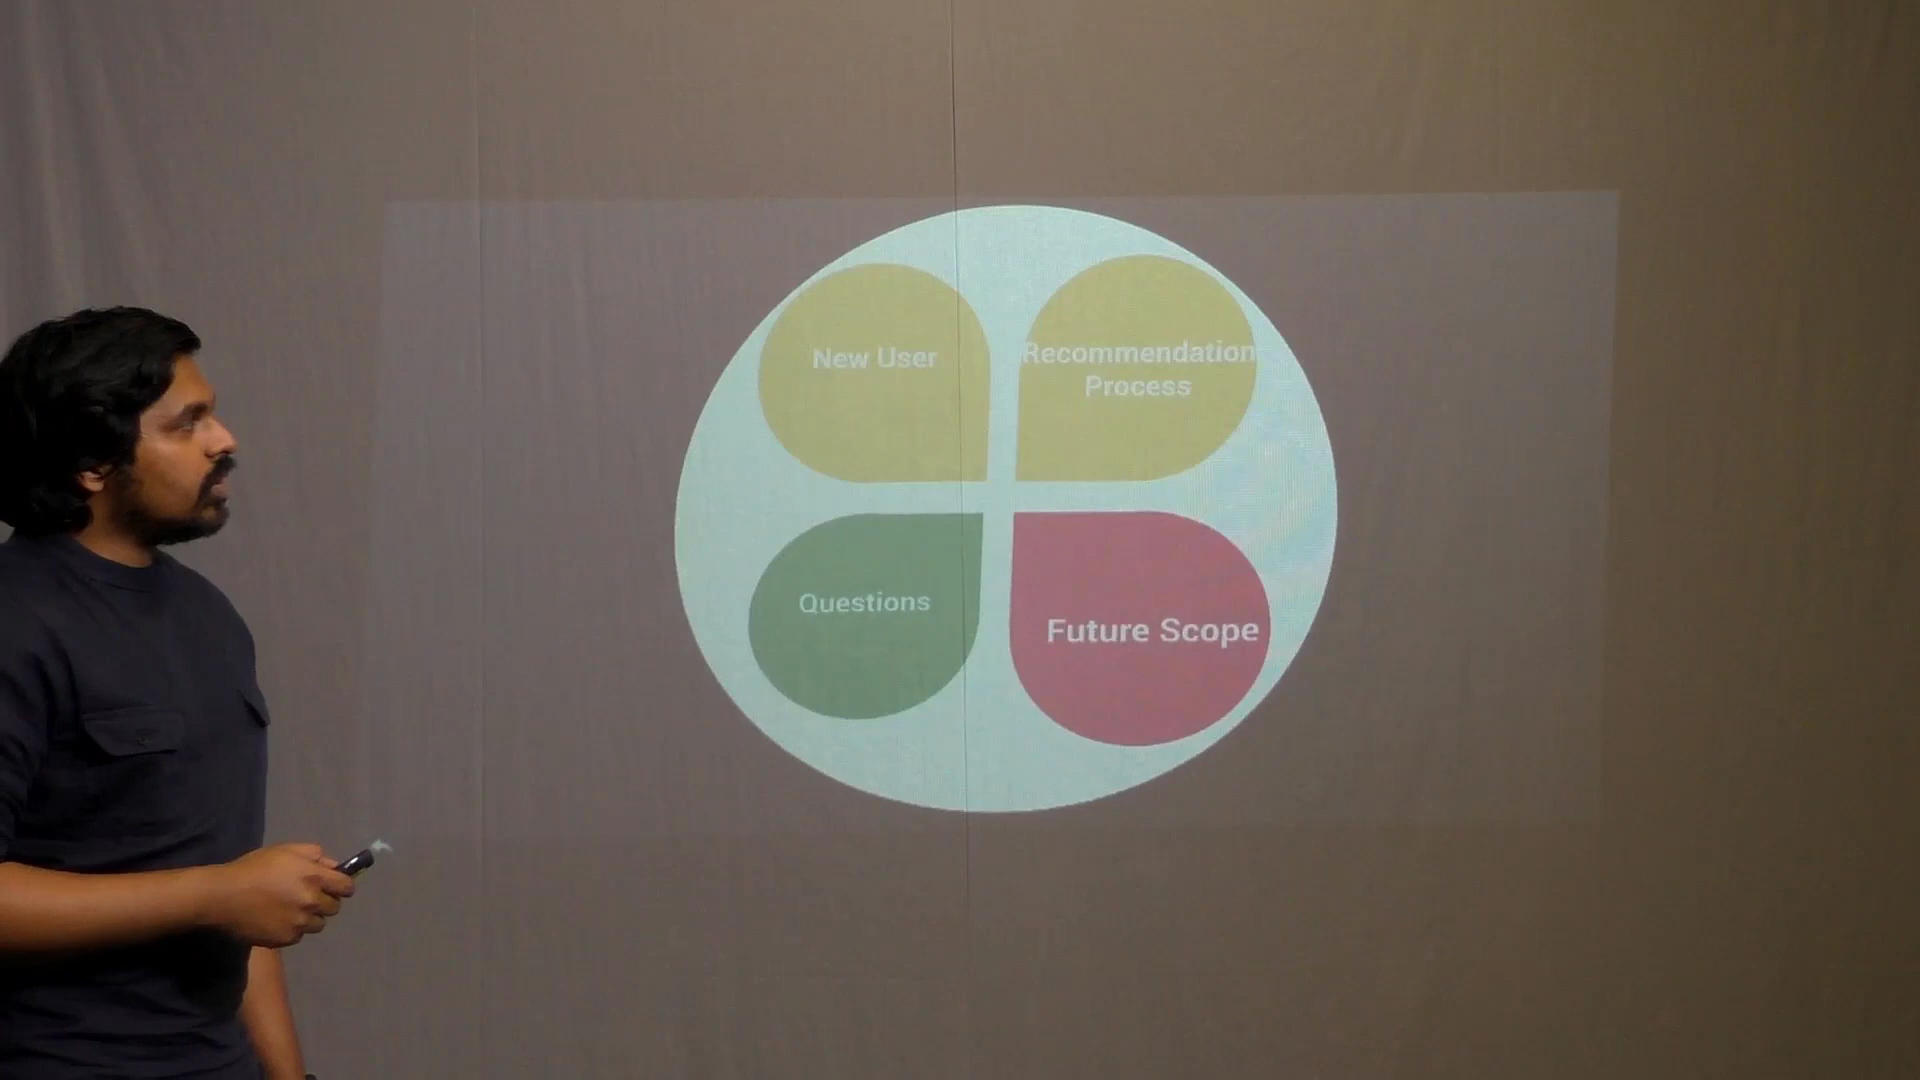 New User
Recommendation
Process
Questions
Future Scope